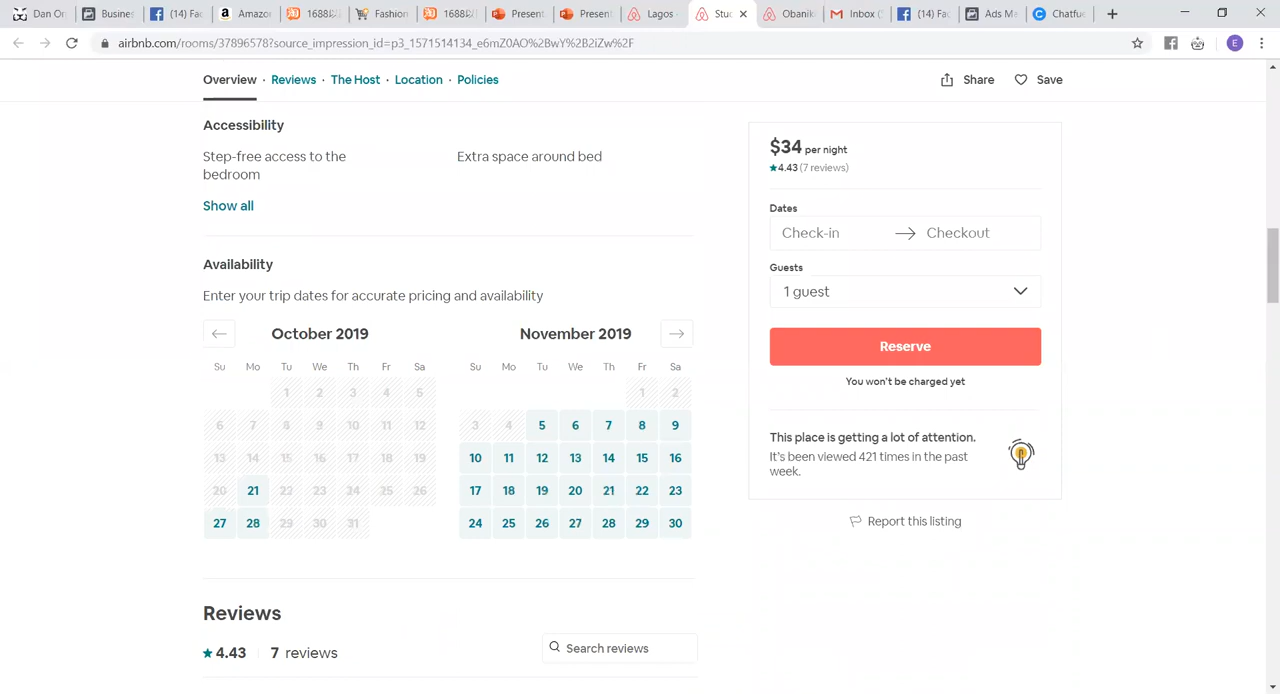 Dan Or
Busines
(14) Fac
Amazo
1688
Fashion
1688
Present
Present
Lagos
Stu
Obanik
Inbox (
(14) Fac
Ads Ma
Chatfu
airbnb.com/rooms/37896578?source_impression_id=p3_1571514134_e6mZ0AO%2BwY%2B2iZw%2F
E
Overview · Reviews · The Host · Location · Policies
Share
Save
Accessibility
Step-free access to the
bedroom
Extra space around bed
Show all
Availability
Enter your trip dates for accurate pricing and availability
October 2019
Su Mo Tu We Th Fr Sa
1 2 3 4 5
6 7 8 9 10 11 12
13 14 15 16 17 18 19
20 21 22 23 24 25 26
27 28 29 30 31
November 2019
Su Mo Tu We Th Fr Sa
1 2
3 4 5 6 7 8 9
10 11 12 13 14 15 16
17 18 19 20 21 22 23
24 25 26 27 28 29 30
Reviews
4.43 7 reviews
Search reviews
$34 per night
4.43 (7 reviews)
Dates
Check-in → Checkout
Guests
1 guest
Reserve
You won't be charged yet
This place is getting a lot of attention.
It's been viewed 421 times in the past
week.
Report this listing